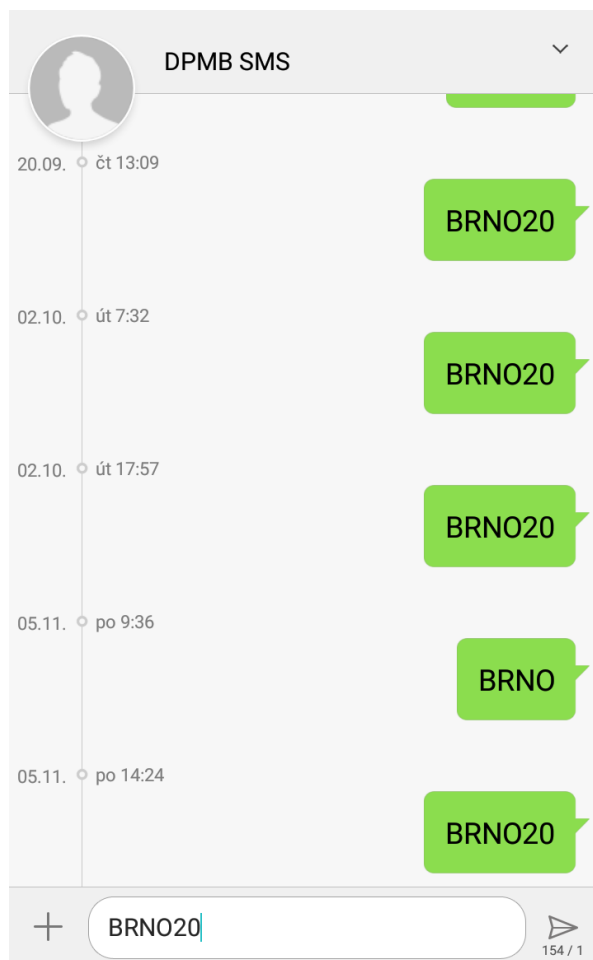 DPMB SMS
20.09. čt 13:09
BRNO20
02.10. út 7:32
BRNO20
02.10. út 17:57
BRNO20
05.11. po 9:36
BRNO
05.11. po 14:24
BRNO20
BRNO20
154 / 1